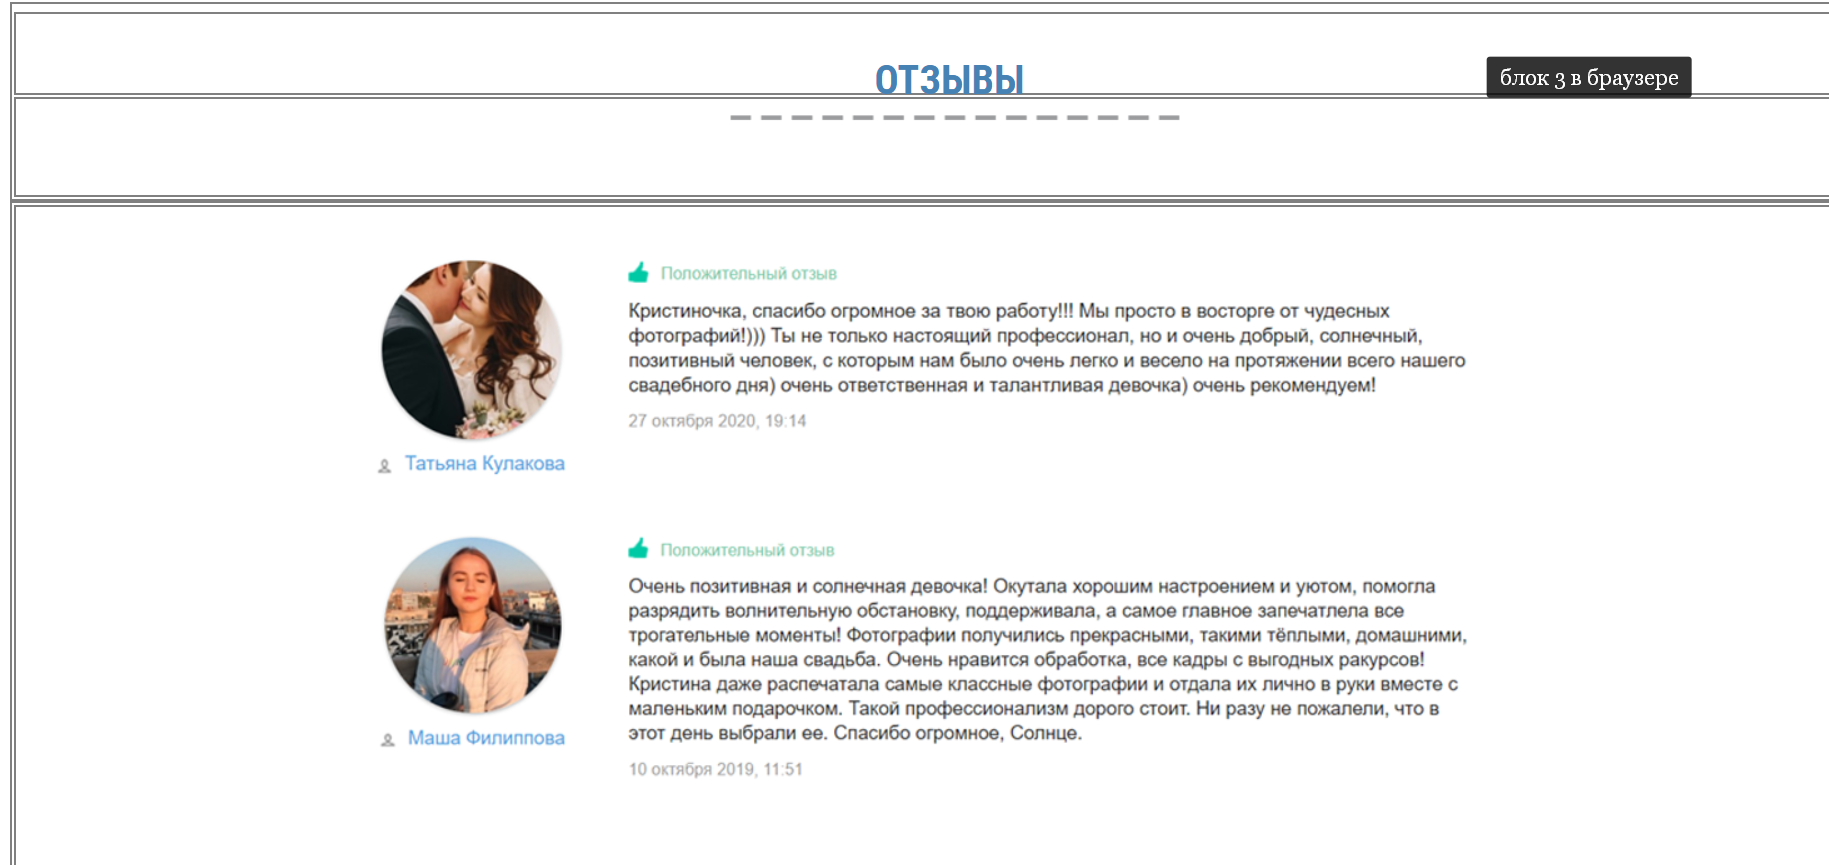 ОТЗЫВЫ
блок 3 в браузере
Положительный отзыв
Кристиночка, спасибо огромное за твою работу!!! Мы просто в восторге от чудесных
фотографий!))) Ты не только настоящий профессионал, но и очень добрый, солнечный,
позитивный человек, с которым нам было очень легко и весело на протяжении всего нашего
свадебного дня) очень ответственная и талантливая девочка) очень рекомендуем!
27 октября 2020, 19:14
Татьяна Кулакова
Положительный отзыв
Очень позитивная и солнечная девочка! Окутала хорошим настроением и уютом, помогла
разрядить волнительную обстановку, поддерживала, а самое главное запечатлела все
трогательные моменты! Фотографии получились прекрасными, такими тёплыми, домашними,
какой и была наша свадьба. Очень нравится обработка, все кадры с выгодных ракурсов!
Кристина даже распечатала самые классные фотографии и отдала их лично в руки вместе с
маленьким подарочком. Такой профессионализм дорого стоит. Ни разу не пожалели, что в
этот день выбрали ее. Спасибо огромное, Солнце.
10 октября 2019, 11:51
Маша Филиппова